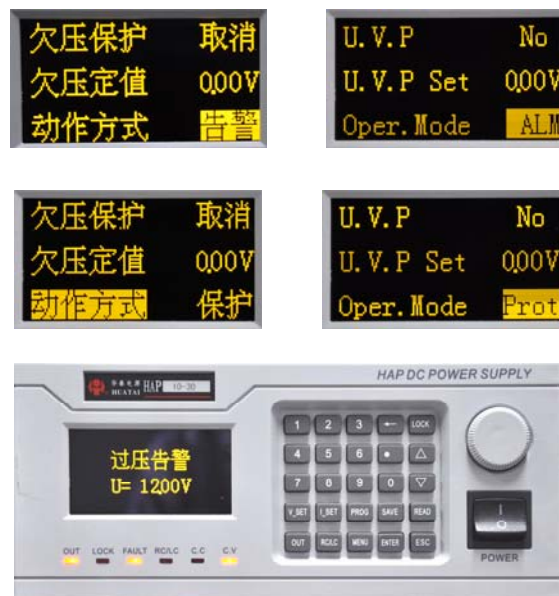 欠压保护 取消
欠压定值 0.00V
动作方式 告警
U.V.P No
U.V.P Set 0.00V
Oper.Mode ALM
欠压保护 取消
欠压定值 0.00V
动作方式 保护
U.V.P No
U.V.P Set 0.00V
Oper.Mode Prot
HAP DC POWER SUPPLY
HUATAI HAP 10-30
过压告警
U= 12.00V
1 2 3 ← LOCK
4 5 6 • △
7 8 9 0 ▽
V_SET I_SET PROG SAVE READ
OUT RC/LC MENU ENTER ESC
OUT LOCK FAULT RC/LC C.C C.V
POWER